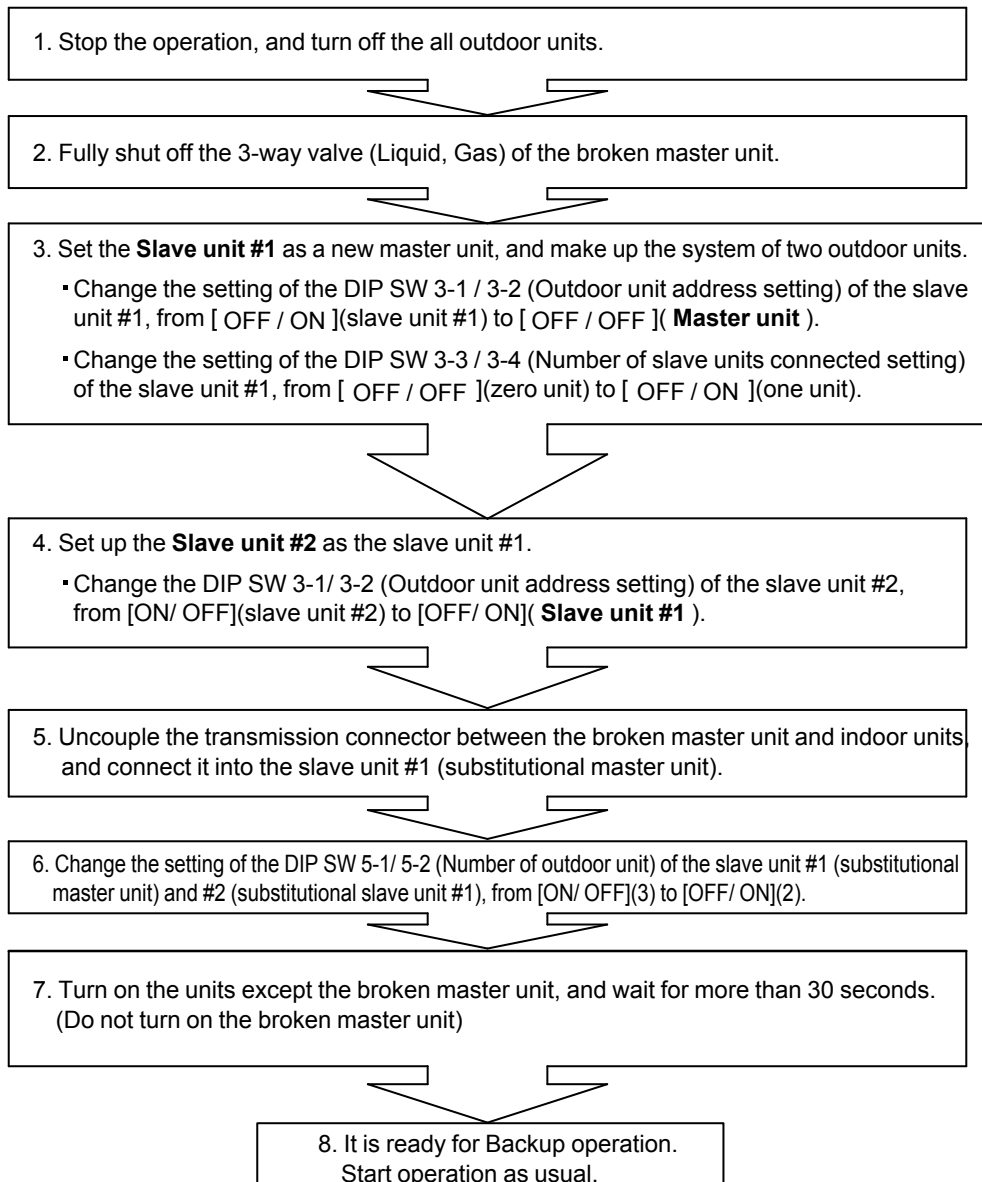 1. Stop the operation, and turn off the all outdoor units.
2. Fully shut off the 3-way valve (Liquid, Gas) of the broken master unit.
3. Set the Slave unit #1 as a new master unit, and make up the system of two outdoor units.
▪ Change the setting of the DIP SW 3-1 / 3-2 (Outdoor unit address setting) of the slave
unit #1, from [ OFF / ON ](slave unit #1) to [ OFF / OFF ]( Master unit ).
▪ Change the setting of the DIP SW 3-3 / 3-4 (Number of slave units connected setting)
of the slave unit #1, from [ OFF / OFF ](zero unit) to [ OFF / ON ](one unit).
4. Set up the Slave unit #2 as the slave unit #1.
▪ Change the DIP SW 3-1/ 3-2 (Outdoor unit address setting) of the slave unit #2,
from [ON/ OFF](slave unit #2) to [OFF/ ON]( Slave unit #1 ).
5. Uncouple the transmission connector between the broken master unit and indoor units,
and connect it into the slave unit #1 (substitutional master unit).
6. Change the setting of the DIP SW 5-1/ 5-2 (Number of outdoor unit) of the slave unit #1 (substitutional
master unit) and #2 (substitutional slave unit #1), from [ON/ OFF](3) to [OFF/ ON](2).
7. Turn on the units except the broken master unit, and wait for more than 30 seconds.
(Do not turn on the broken master unit)
8. It is ready for Backup operation.
Start operation as usual.